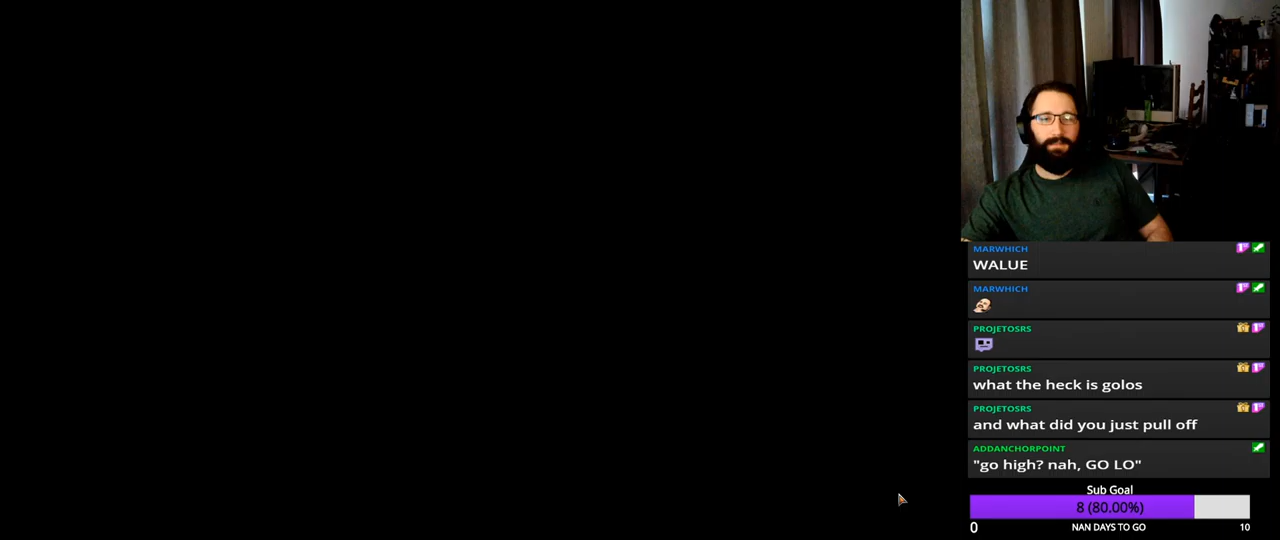 MARWHICH
WALUE
MARWHICH
PROJETOSRS
PROJETOSRS
what the heck is golos
PROJETOSRS
and what did you just pull off
ADDANCHORPOINT
"go high? nah, GO LO"
Sub Goal
8 (80.00%)
0 NAN DAYS TO GO 10